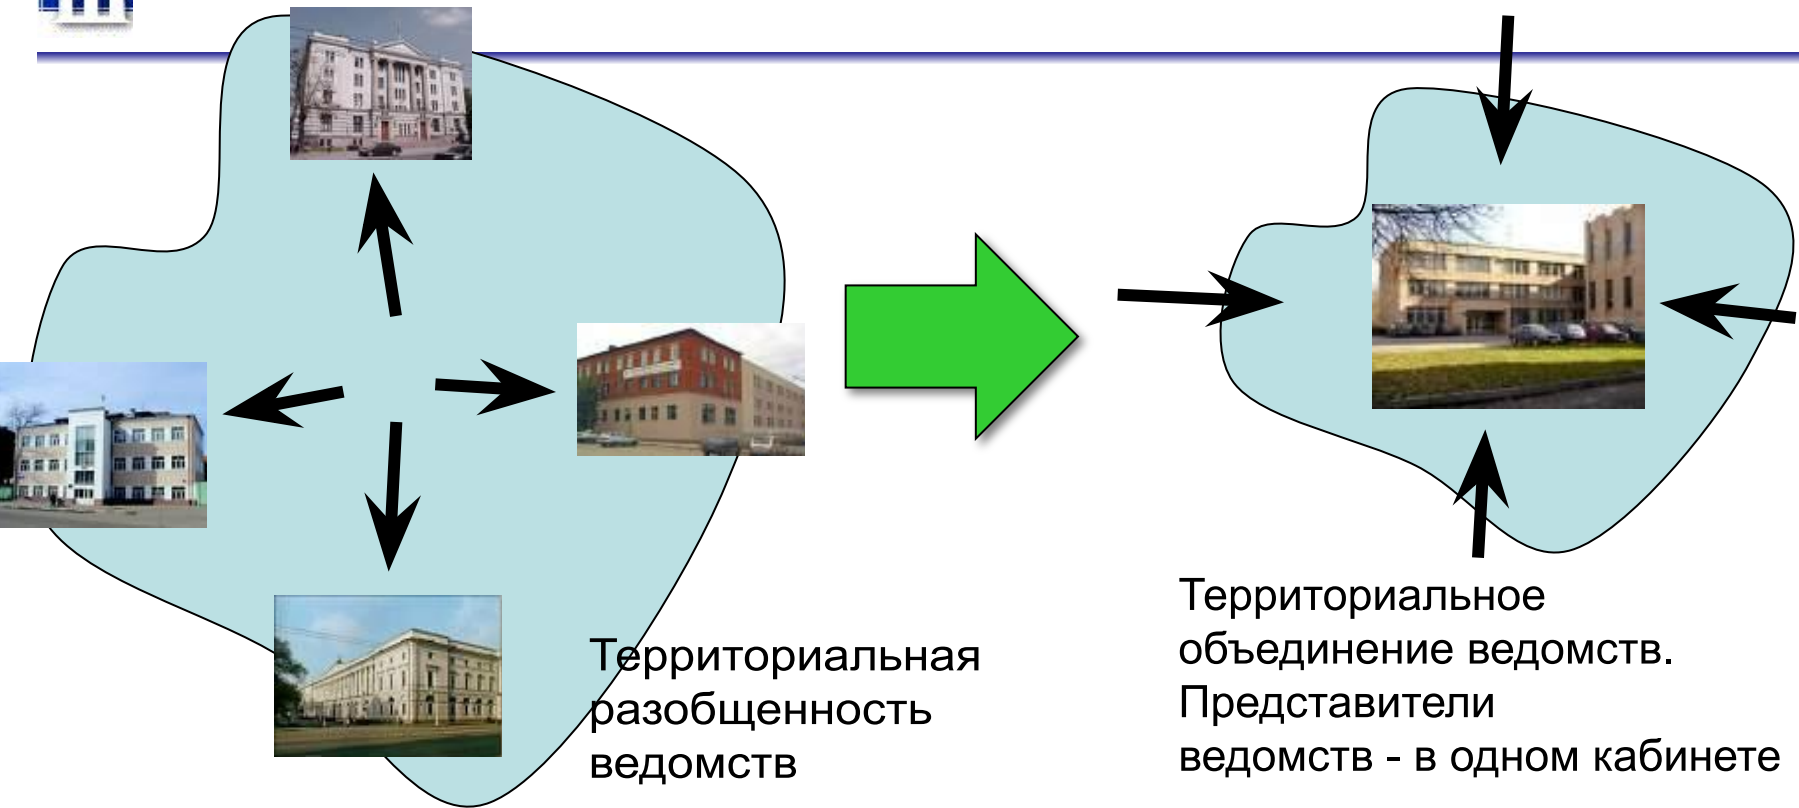 Территориальная
разобщенность
ведомств
Территориальное
объединение ведомств.
Представители
ведомств - в одном кабинете